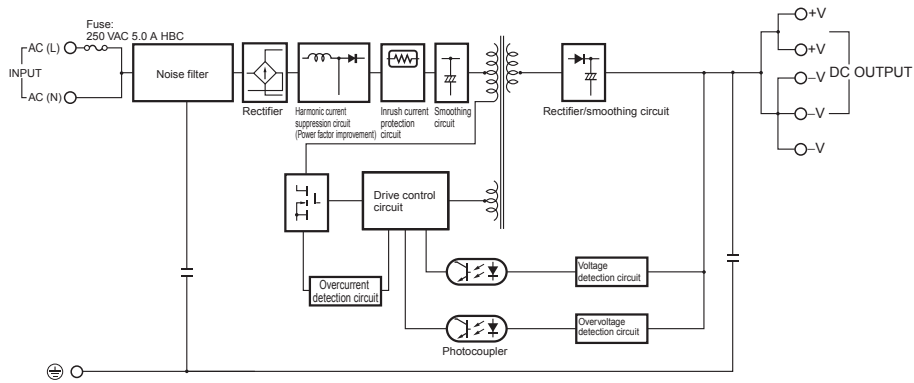 Fuse:
250 VAC 5.0 A HBC
AC (L)
INPUT
AC (N)
Noise filter
Rectifier
Harmonic current
suppression circuit
(Power factor improvement)
Inrush current
protection
circuit
Smoothing
circuit
Rectifier/smoothing circuit
+V
+V
DC OUTPUT
–V
–V
–V
Drive control
circuit
Overcurrent
detection circuit
Voltage
detection circuit
Overvoltage
detection circuit
Photocoupler